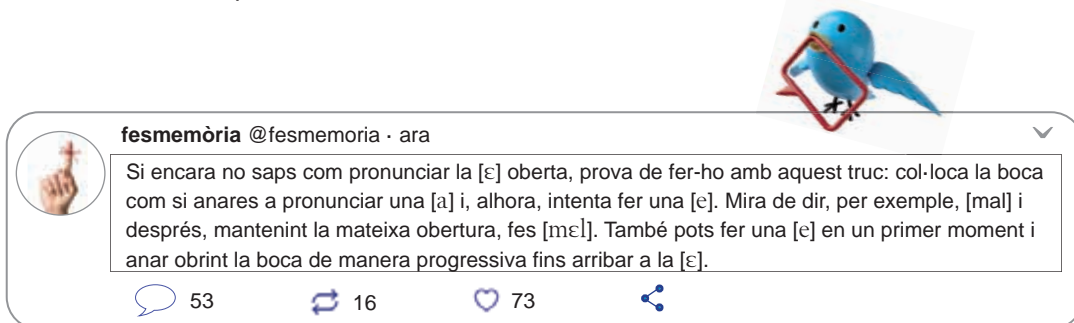 fesmemòria @fesmemoria · ara
Si encara no saps com pronunciar la [ɛ] oberta, prova de fer-ho amb aquest truc: col·loca la boca
com si anares a pronunciar una [a] i, alhora, intenta fer una [e]. Mira de dir, per exemple, [mal] i
després, mantenint la mateixa obertura, fes [mɛl]. També pots fer una [e] en un primer moment i
anar obrint la boca de manera progressiva fins arribar a la [ɛ].
53 16 73